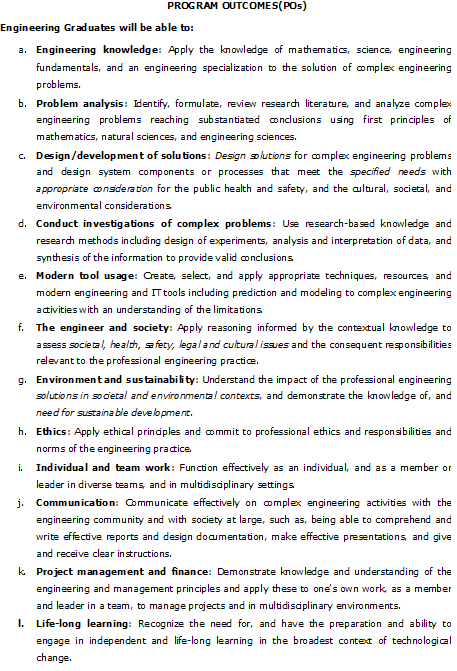 PROGRAM OUTCOMES(POs)
Engineering Graduates will be able to:
a. Engineering knowledge: Apply the knowledge of mathematics, science, engineering
fundamentals, and an engineering specialization to the solution of complex engineering
problems.
b. Problem analysis: Identify, formulate, review research literature, and analyze complex
engineering problems reaching substantiated conclusions using first principles of
mathematics, natural sciences, and engineering sciences.
c. Design/development of solutions: Design solutions for complex engineering problems
and design system components or processes that meet the specified needs with
appropriate consideration for the public health and safety, and the cultural, societal, and
environmental considerations.
d. Conduct investigations of complex problems: Use research-based knowledge and
research methods including design of experiments, analysis and interpretation of data, and
synthesis of the information to provide valid conclusions.
e. Modern tool usage: Create, select, and apply appropriate techniques, resources, and
modern engineering and IT tools including prediction and modeling to complex engineering
activities with an understanding of the limitations.
f. The engineer and society: Apply reasoning informed by the contextual knowledge to
assess societal, health, safety, legal and cultural issues and the consequent responsibilities
relevant to the professional engineering practice.
g. Environment and sustainability: Understand the impact of the professional engineering
solutions in societal and environmental contexts, and demonstrate the knowledge of, and
need for sustainable development.
h. Ethics: Apply ethical principles and commit to professional ethics and responsibilities and
norms of the engineering practice.
i. Individual and team work: Function effectively as an individual, and as a member or
leader in diverse teams, and in multidisciplinary settings.
j. Communication: Communicate effectively on complex engineering activities with the
engineering community and with society at large, such as, being able to comprehend and
write effective reports and design documentation, make effective presentations, and give
and receive clear instructions.
k. Project management and finance: Demonstrate knowledge and understanding of the
engineering and management principles and apply these to one's own work, as a member
and leader in a team, to manage projects and in multidisciplinary environments.
l. Life-long learning: Recognize the need for, and have the preparation and ability to
engage in independent and life-long learning in the broadest context of technological
change.